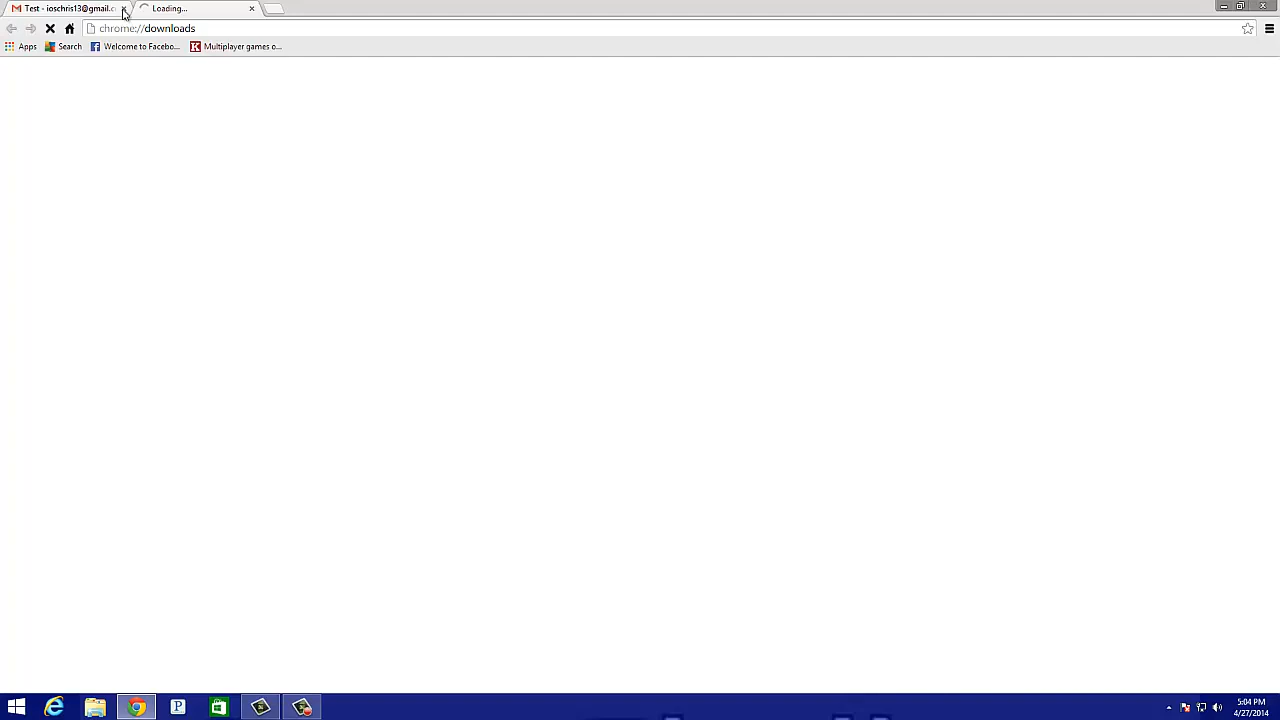 Test - ioschris13@gmail.c
Loading...
chrome://downloads
Apps
Search
Welcome to Facebo...
Multiplayer games o...
5:04 PM
4/27/2014